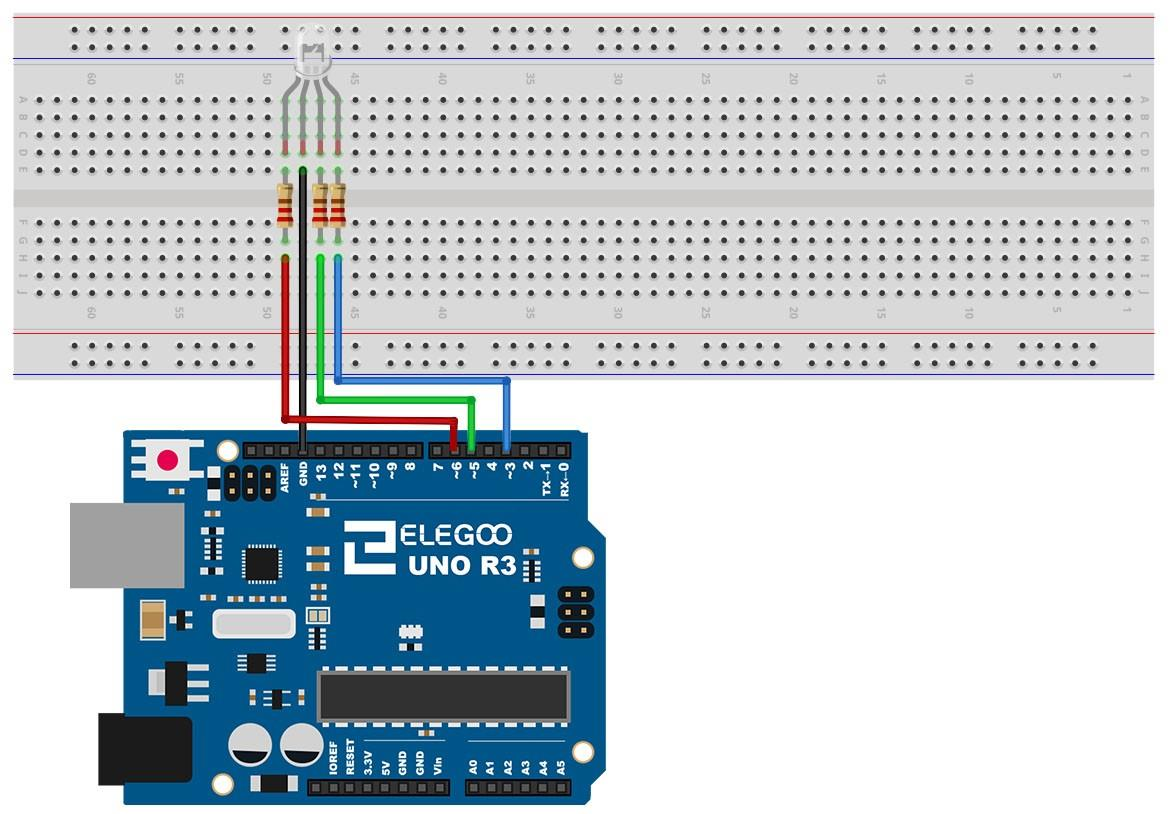 60 55 50 45 40 35 30 25 20 15 10 5 1
A A
B B
C C
D D
E E
F F
G G
H H
I I
J J
60 55 50 45 40 35 30 25 20 15 10 5 1
AREF GND 13 12 ~11 ~10 ~9 8 7 ~6 ~5 4 ~3 2 TX→1 RX←0
ELEGOO
UNO R3
IOREF RESET 3.3V 5V GND GND Vin A0 A1 A2 A3 A4 A5